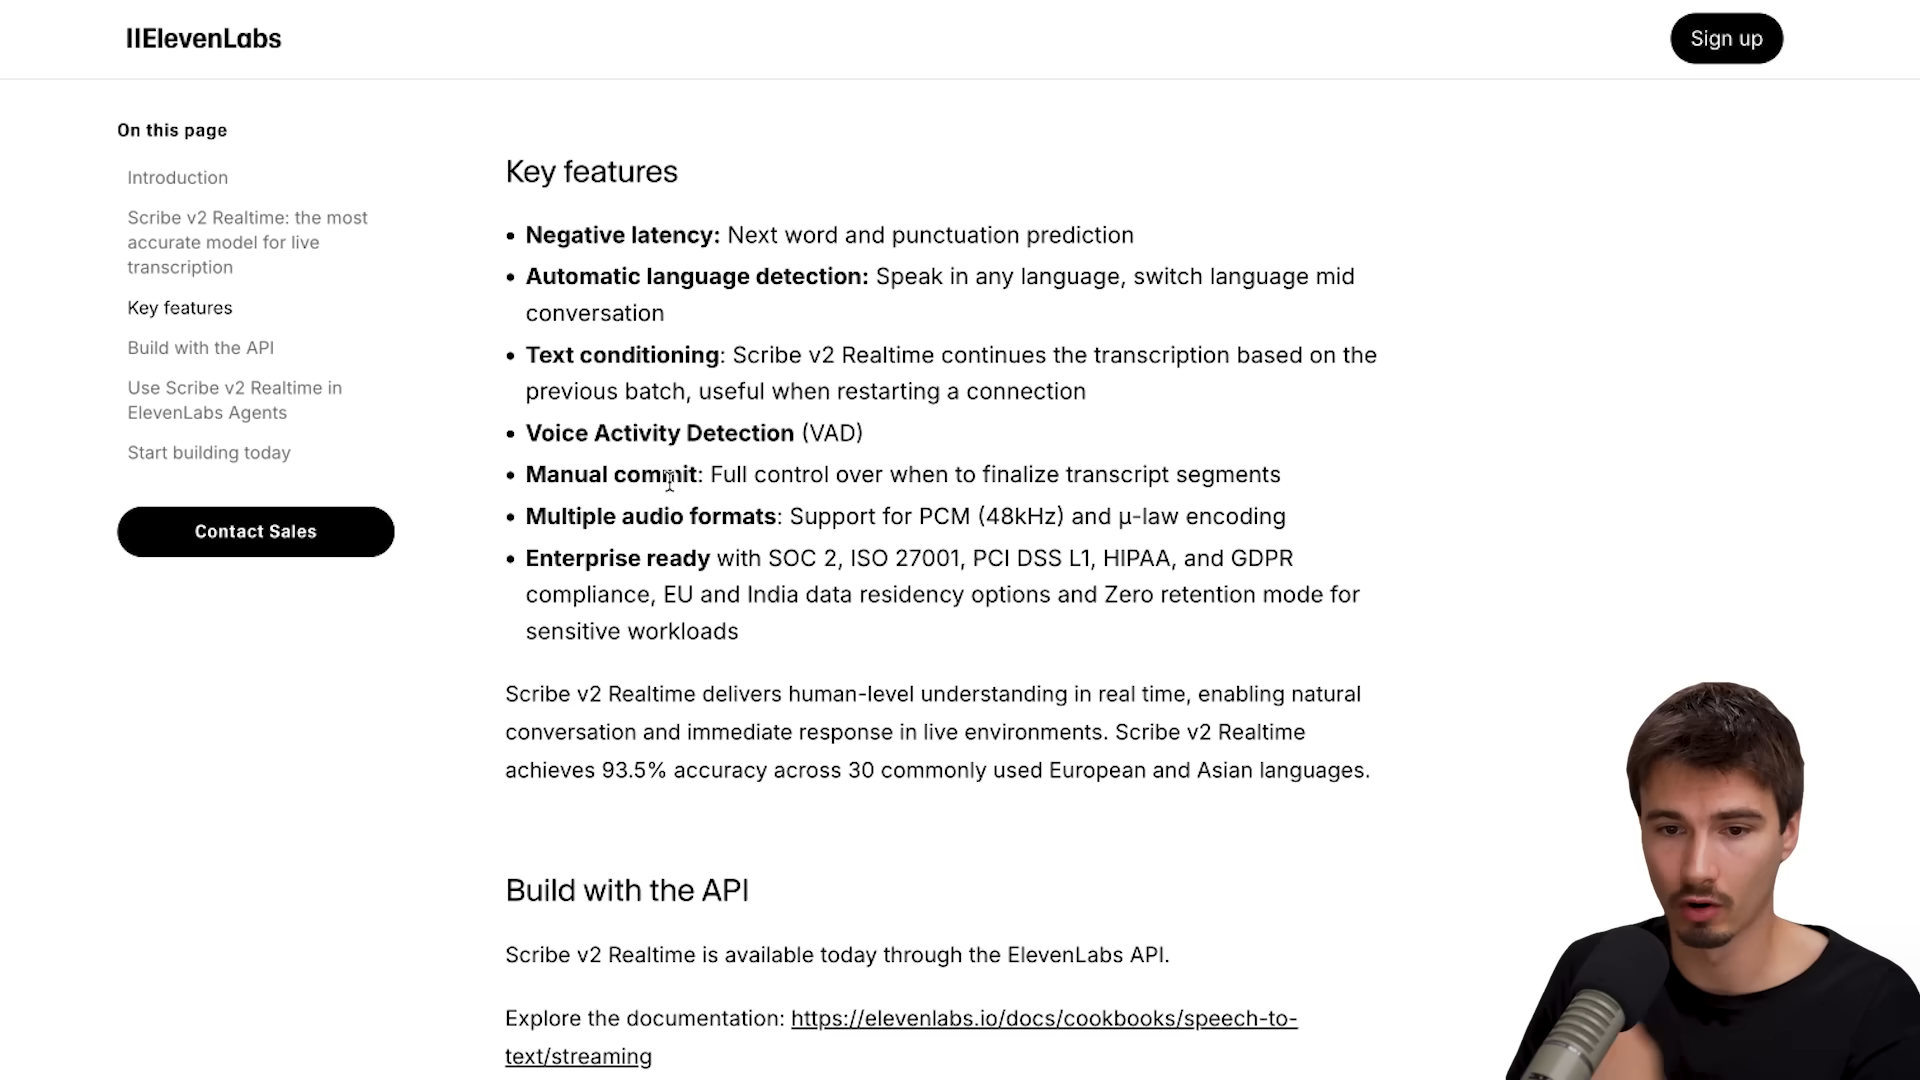 IIElevenLabs
Sign up
On this page
Introduction
Scribe v2 Realtime: the most
accurate model for live
transcription
Key features
Build with the API
Use Scribe v2 Realtime in
ElevenLabs Agents
Start building today
Contact Sales
Key features
• Negative latency: Next word and punctuation prediction
• Automatic language detection: Speak in any language, switch language mid
conversation
• Text conditioning: Scribe v2 Realtime continues the transcription based on the
previous batch, useful when restarting a connection
• Voice Activity Detection (VAD)
• Manual commit: Full control over when to finalize transcript segments
• Multiple audio formats: Support for PCM (48kHz) and μ-law encoding
• Enterprise ready with SOC 2, ISO 27001, PCI DSS L1, HIPAA, and GDPR
compliance, EU and India data residency options and Zero retention mode for
sensitive workloads
Scribe v2 Realtime delivers human-level understanding in real time, enabling natural
conversation and immediate response in live environments. Scribe v2 Realtime
achieves 93.5% accuracy across 30 commonly used European and Asian languages.
Build with the API
Scribe v2 Realtime is available today through the ElevenLabs API.
Explore the documentation: https://elevenlabs.io/docs/cookbooks/speech-to-
text/streaming